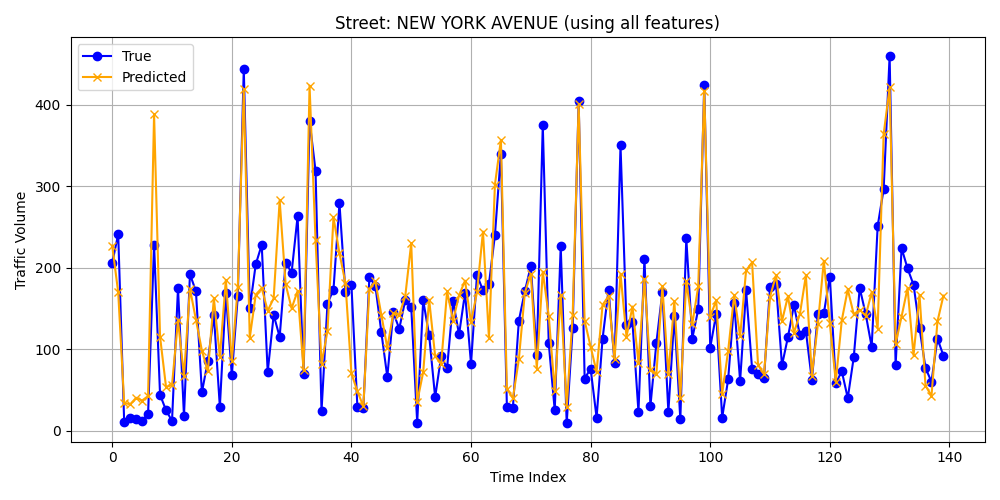 Street: NEW YORK AVENUE (using all features)
True
Predicted
Traffic Volume
400
300
200
100
0
0 20 40 60 80 100 120 140
Time Index